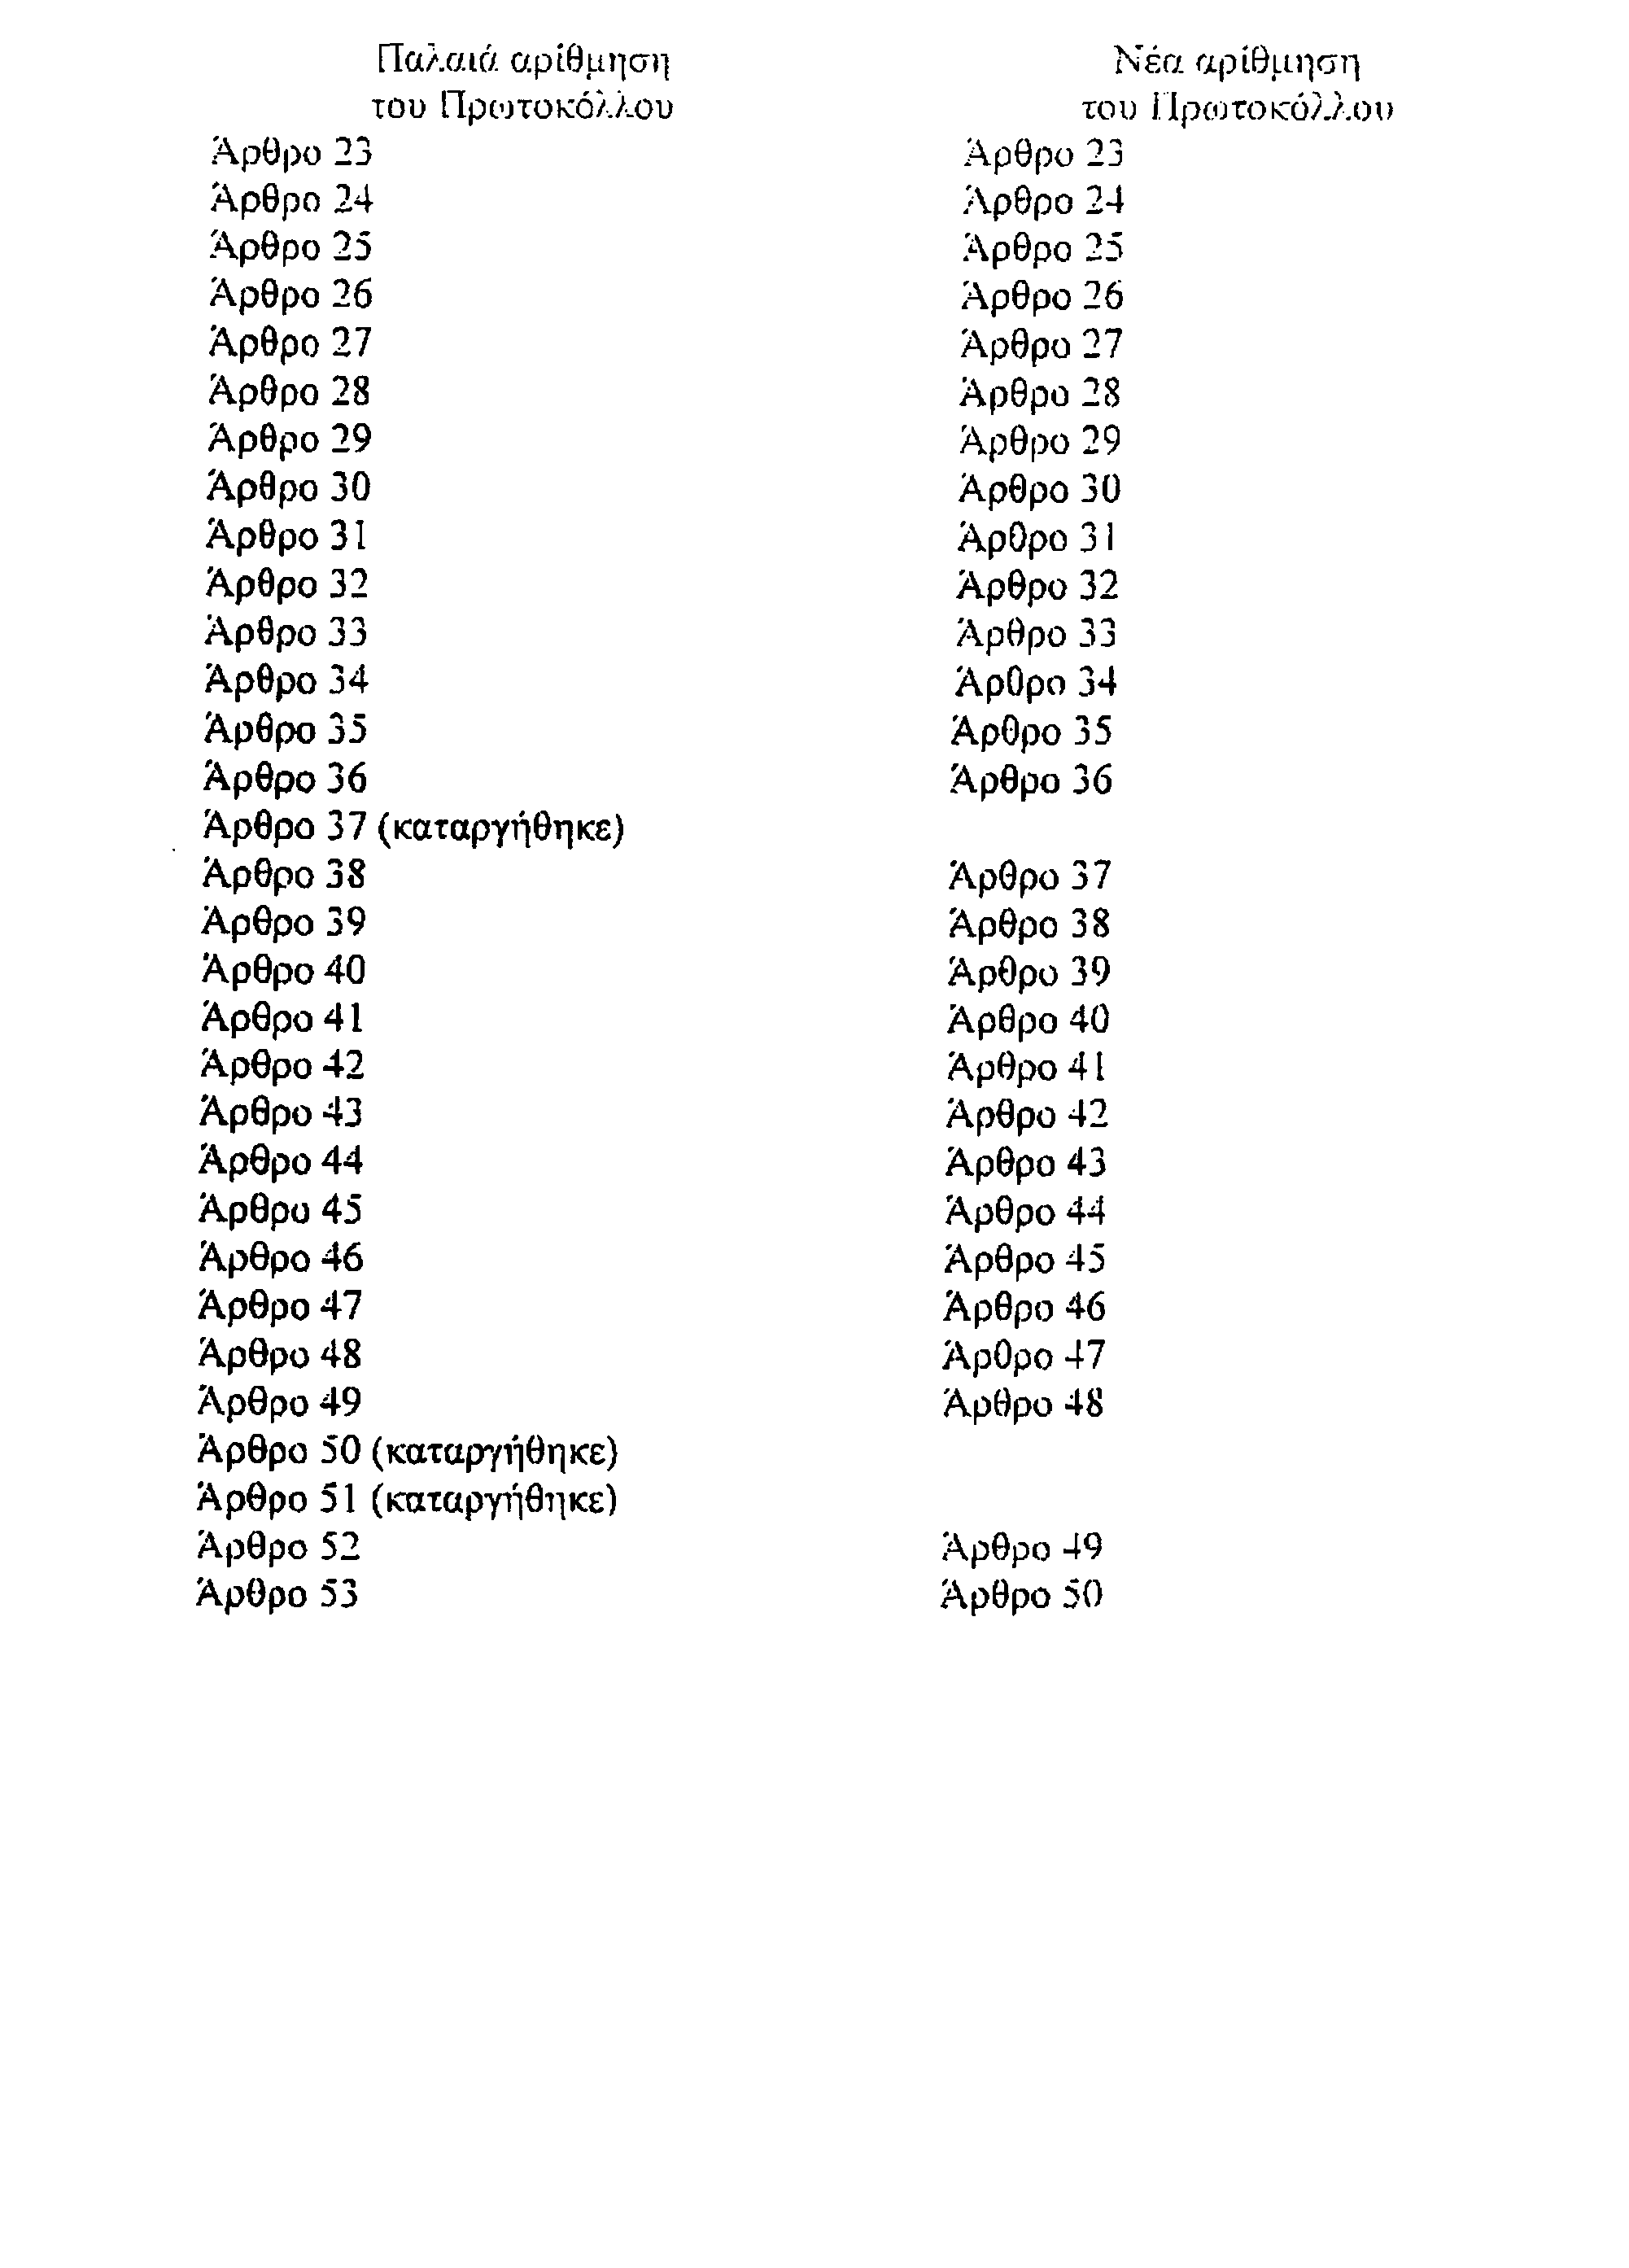 Παλαιά αρίθμηση Νέα αρίθμηση
του Πρωτοκόλλου του Πρωτοκόλλου
Άρθρο 23 Άρθρο 23
Άρθρο 24 Άρθρο 24
Άρθρο 25 Άρθρο 25
Άρθρο 26 Άρθρο 26
Άρθρο 27 Άρθρο 27
Άρθρο 28 Άρθρο 28
Άρθρο 29 Άρθρο 29
Άρθρο 30 Άρθρο 30
Άρθρο 31 Άρθρο 31
Άρθρο 32 Άρθρο 32
Άρθρο 33 Άρθρο 33
Άρθρο 34 Άρθρο 34
Άρθρο 35 Άρθρο 35
Άρθρο 36 Άρθρο 36
Άρθρο 37 (καταργήθηκε)
Άρθρο 38 Άρθρο 37
Άρθρο 39 Άρθρο 38
Άρθρο 40 Άρθρο 39
Άρθρο 41 Άρθρο 40
Άρθρο 42 Άρθρο 41
Άρθρο 43 Άρθρο 42
Άρθρο 44 Άρθρο 43
Άρθρο 45 Άρθρο 44
Άρθρο 46 Άρθρο 45
Άρθρο 47 Άρθρο 46
Άρθρο 48 Άρθρο 47
Άρθρο 49 Άρθρο 48
Άρθρο 50 (καταργήθηκε)
Άρθρο 51 (καταργήθηκε)
Άρθρο 52 Άρθρο 49
Άρθρο 53 Άρθρο 50